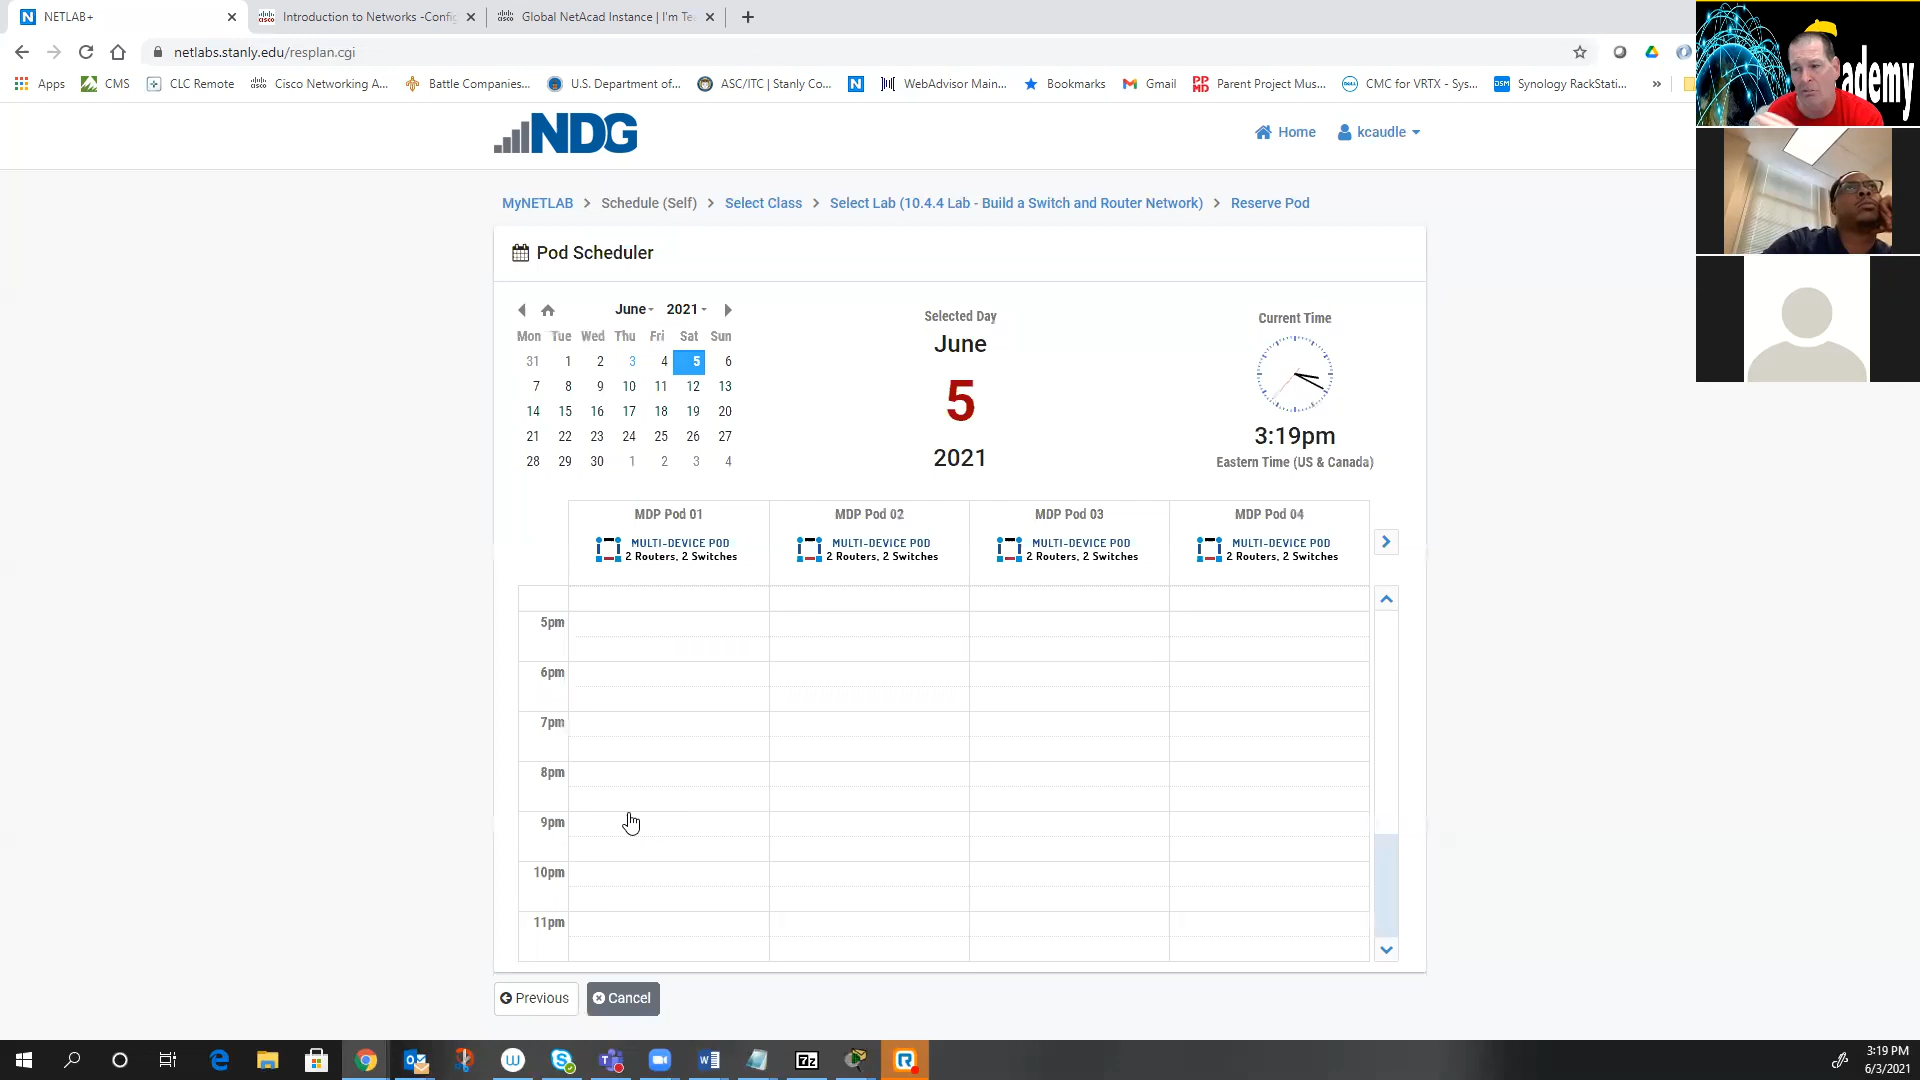 NETLAB+
Introduction to Networks -Config
Global NetAcad Instance | I'm Te
netlabs.stanly.edu/resplan.cgi
Apps
CMS
CLC Remote
Cisco Networking A...
Battle Companies...
U.S. Department of...
ASC/ITC | Stanly Co...
WebAdvisor Main...
Bookmarks
Gmail
Parent Project Mus...
CMC for VRTX - Sys...
Synology RackStati...
»
ademy
NDG
Home
kcaudle
MyNETLAB > Schedule (Self) > Select Class > Select Lab (10.4.4 Lab - Build a Switch and Router Network) > Reserve Pod
Pod Scheduler
June 2021
Mon Tue Wed Thu Fri Sat Sun
31 1 2 3 4 5 6
7 8 9 10 11 12 13
14 15 16 17 18 19 20
21 22 23 24 25 26 27
28 29 30 1 2 3 4
Selected Day
June
5
2021
Current Time
3:19pm
Eastern Time (US & Canada)
MDP Pod 01
MULTI-DEVICE POD
2 Routers, 2 Switches
MDP Pod 02
MULTI-DEVICE POD
2 Routers, 2 Switches
MDP Pod 03
MULTI-DEVICE POD
2 Routers, 2 Switches
MDP Pod 04
MULTI-DEVICE POD
2 Routers, 2 Switches
5pm
6pm
7pm
8pm
9pm
10pm
11pm
Previous
Cancel
3:19 PM
6/3/2021